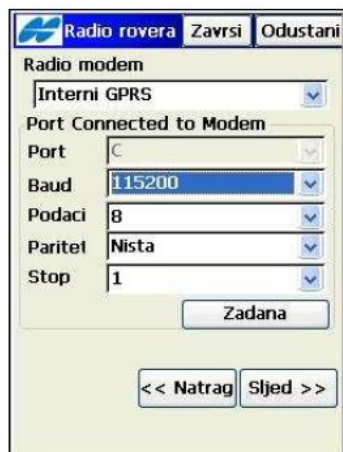 Radio rovera Zavrsi Odustani
Radio modem
Interni GPRS
Port Connected to Modem
Port C
Baud 115200
Podaci 8
Paritet Nista
Stop 1
Zadana
<< Natrag Sljed >>